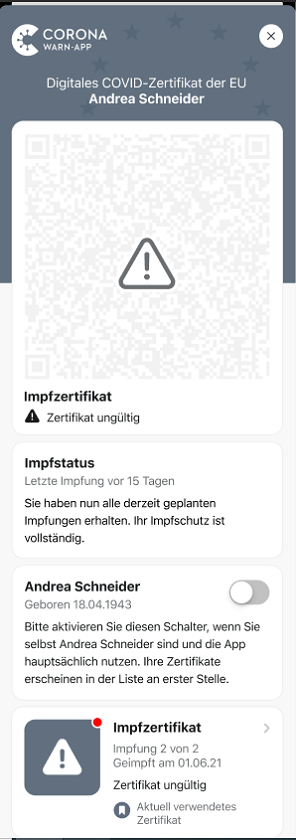 CORONA
WARN-APP
Digitales COVID-Zertifikat der EU
Andrea Schneider
Impfzertifikat
Zertifikat ungültig
Impfstatus
Letzte Impfung vor 15 Tagen
Sie haben nun alle derzeit geplanten
Impfungen erhalten. Ihr Impfschutz ist
vollständig.
Andrea Schneider
Geboren 18.04.1943
Bitte aktivieren Sie diesen Schalter, wenn Sie
selbst Andrea Schneider sind und die App
hauptsächlich nutzen. Ihre Zertifikate
erscheinen in der Liste an erster Stelle.
Impfzertifikat
Impfung 2 von 2
Geimpft am 01.06.21
Zertifikat ungültig
Aktuell verwendetes
Zertifikat